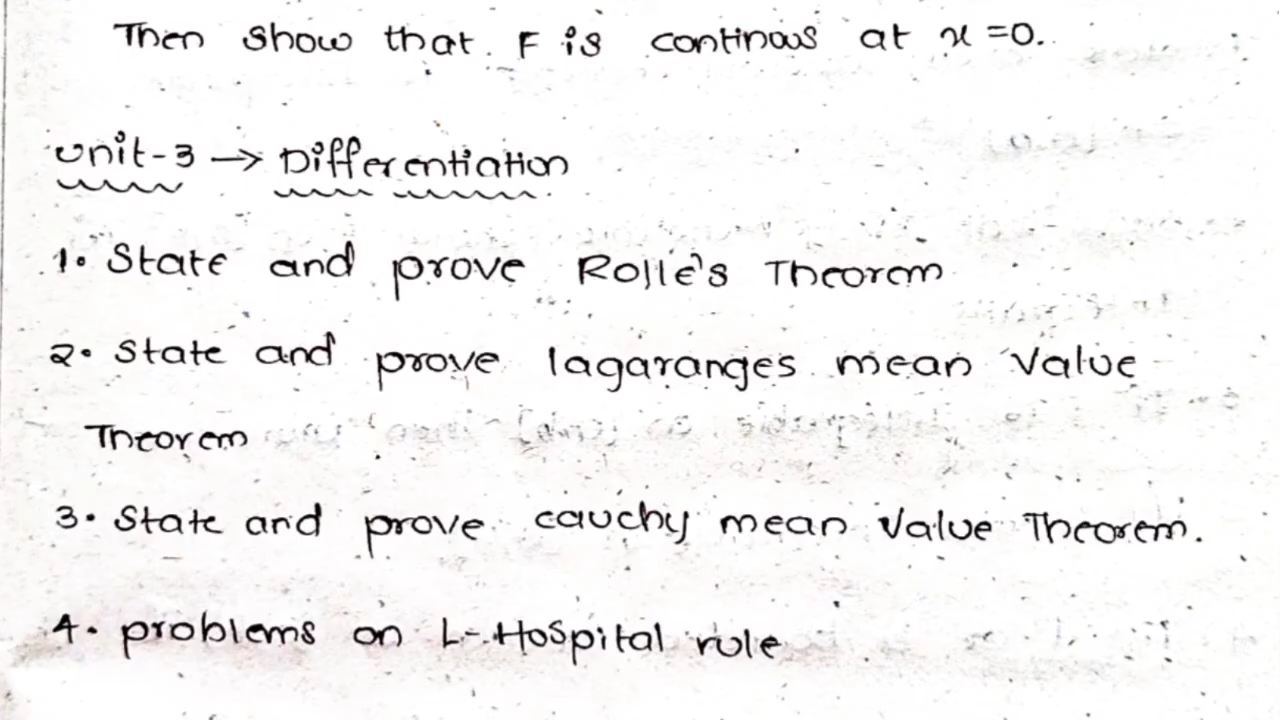 Then show that F is continous at x =0.
Unit-3 → Differentiation
1. State and prove Rolle's Theorem
2. State and prove lagaranges mean Value
Theorem
3. State and prove cauchy mean Value Theorem.
4. problems on L-Hospital rule